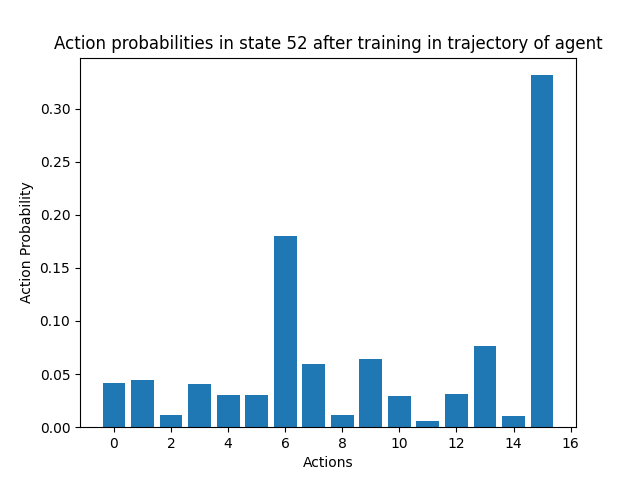 Action probabilities in state 52 after training in trajectory of agent
0.30
0.25
0.20
0.15
0.10
0.05
0.00
Action Probability
0 2 4 6 8 10 12 14 16
Actions